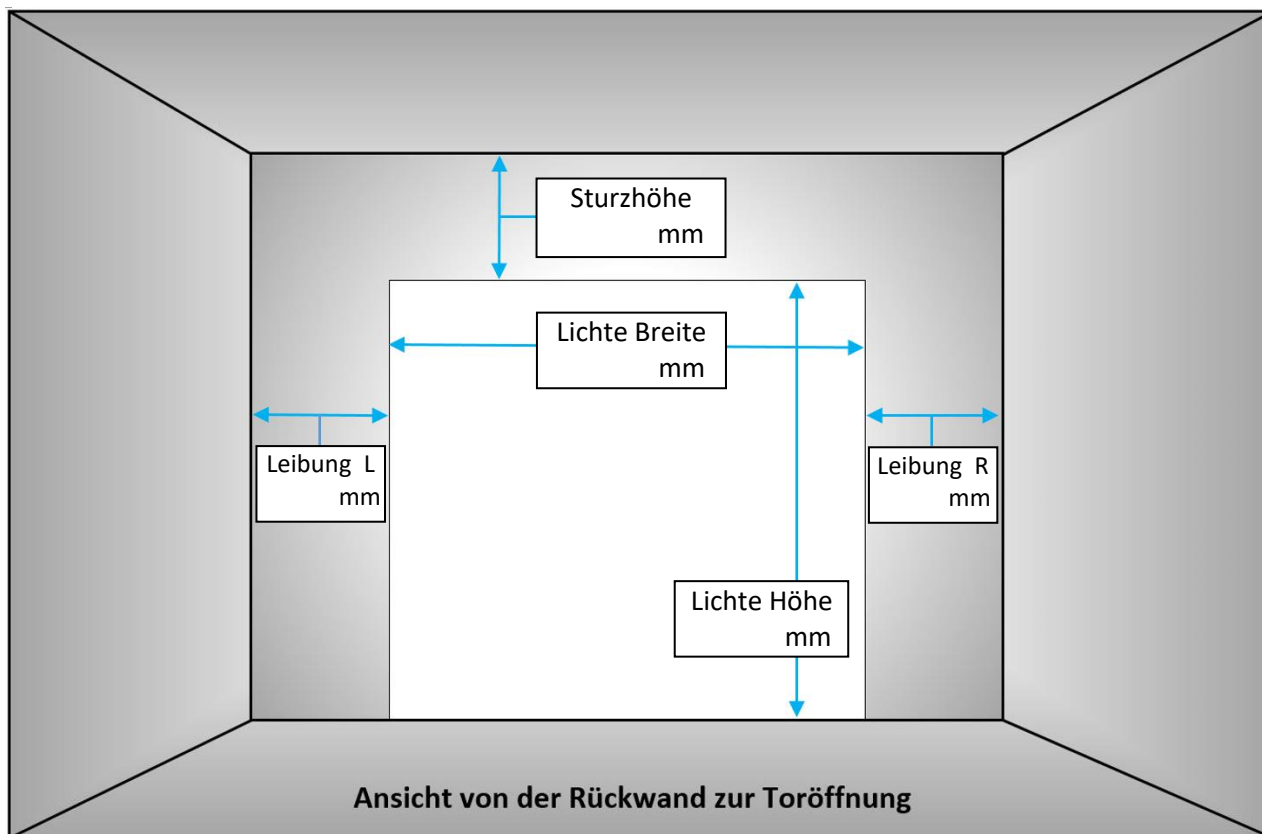 Sturzhöhe
mm
Lichte Breite
mm
Leibung L
mm
Leibung R
mm
Lichte Höhe
mm
Ansicht von der Rückwand zur Toröffnung